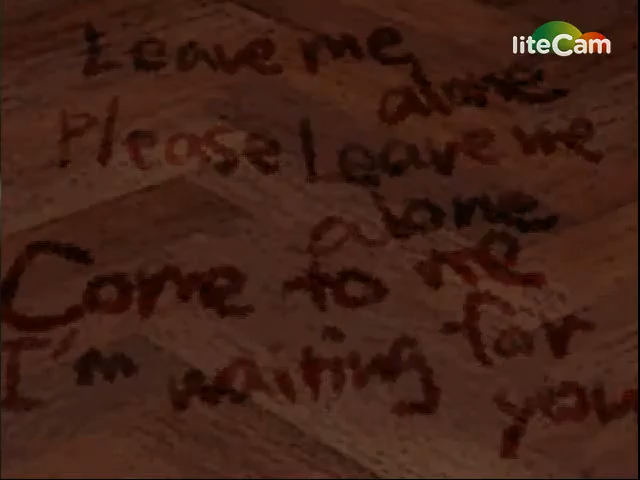 liteCam
Leave me
alone
Please Leave me
alone
Come to me
I'm waiting for
you